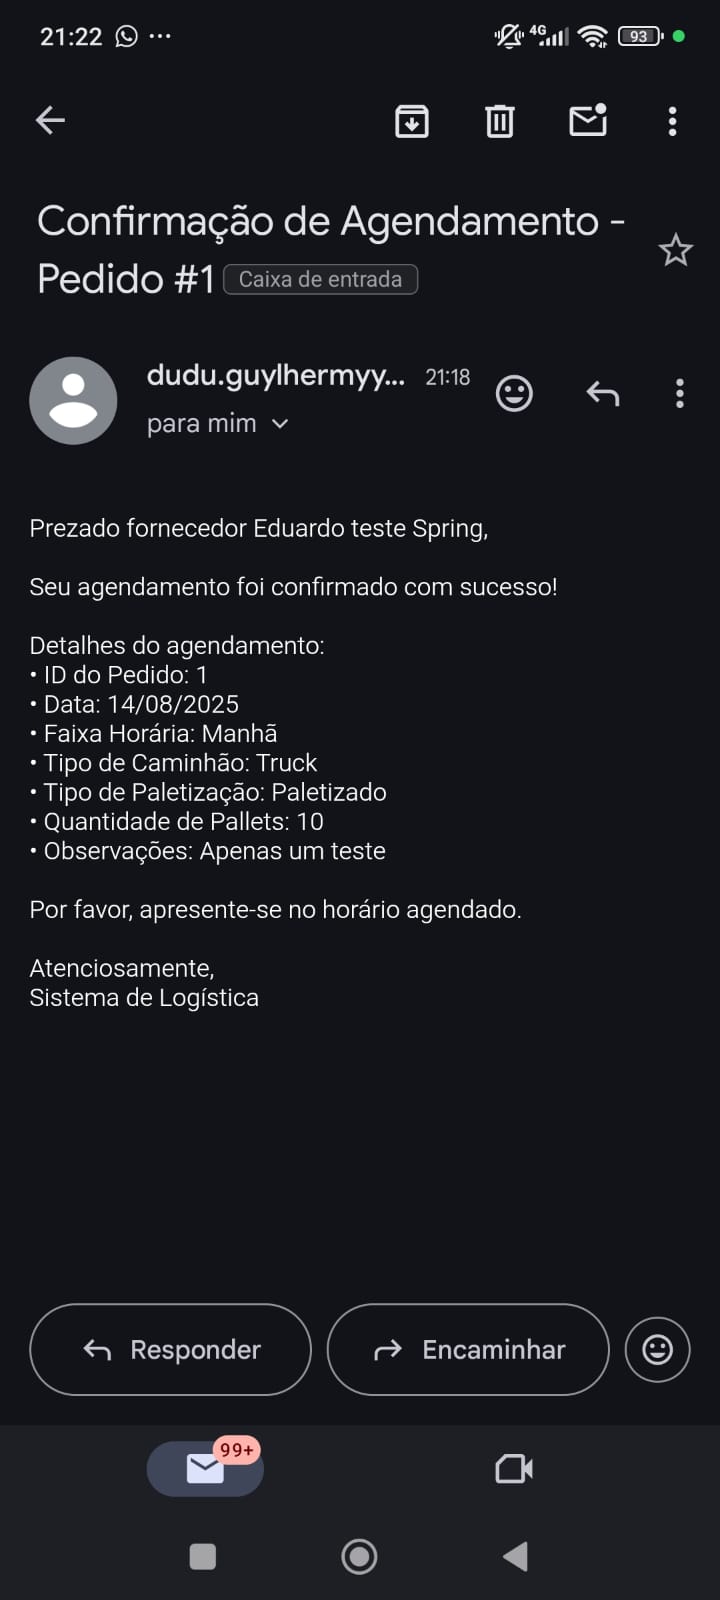 21:22
4G
93
Confirmação de Agendamento -
Pedido #1 Caixa de entrada
dudu.guylhermyy... 21:18
para mim
Prezado fornecedor Eduardo teste Spring,
Seu agendamento foi confirmado com sucesso!
Detalhes do agendamento:
• ID do Pedido: 1
• Data: 14/08/2025
• Faixa Horária: Manhã
• Tipo de Caminhão: Truck
• Tipo de Paletização: Paletizado
• Quantidade de Pallets: 10
• Observações: Apenas um teste
Por favor, apresente-se no horário agendado.
Atenciosamente,
Sistema de Logística
Responder
Encaminhar
99+